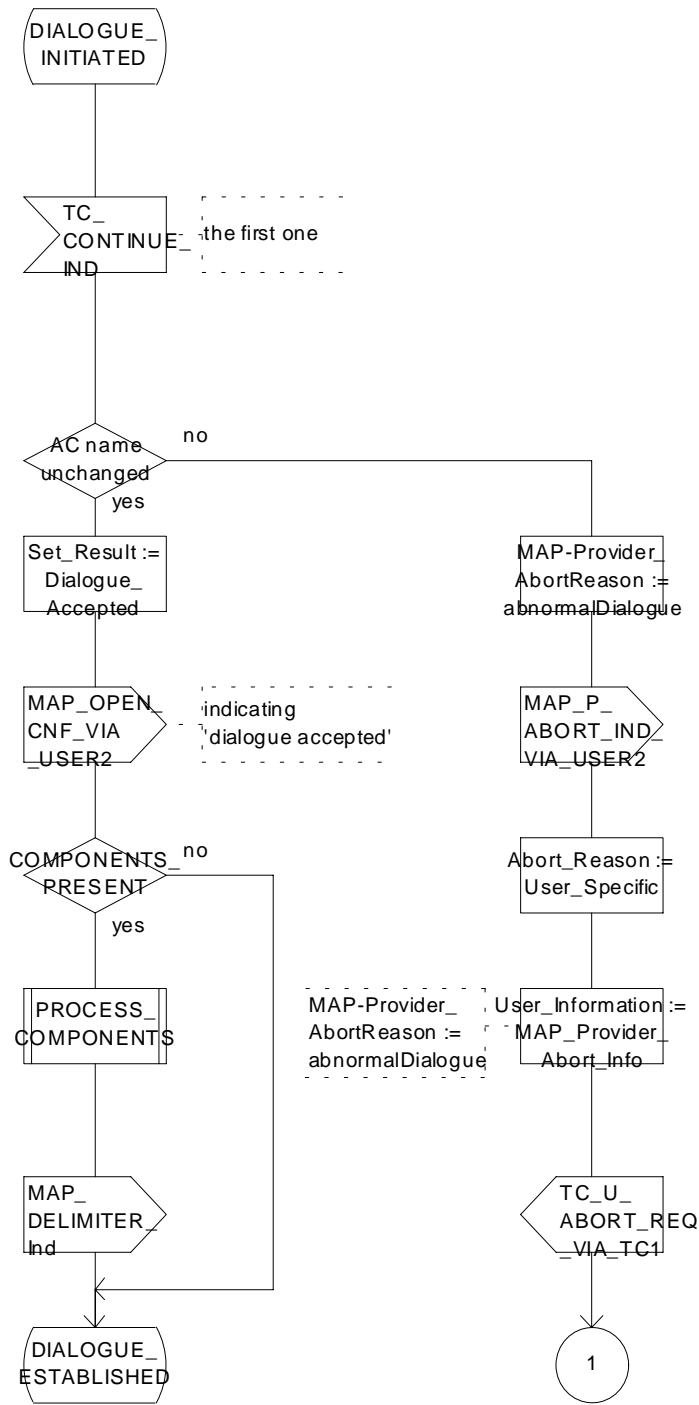 DIALOGUE_
INITIATED
TC_
CONTINUE_
IND
the first one
AC name
unchanged
no
yes
Set_Result :=
Dialogue_
Accepted
MAP_OPEN_
CNF_VIA
_USER2
indicating
'dialogue accepted'
COMPONENTS_
PRESENT
no
yes
PROCESS_
COMPONENTS
MAP_
DELIMITER_
Ind
DIALOGUE_
ESTABLISHED
MAP-Provider_
AbortReason :=
abnormalDialogue
MAP_P_
ABORT_IND_
VIA_USER2
Abort_Reason :=
User_Specific
MAP-Provider_
AbortReason :=
abnormalDialogue
User_Information :=
MAP_Provider_
Abort_Info
TC_U_
ABORT_REQ
_VIA_TC1
1